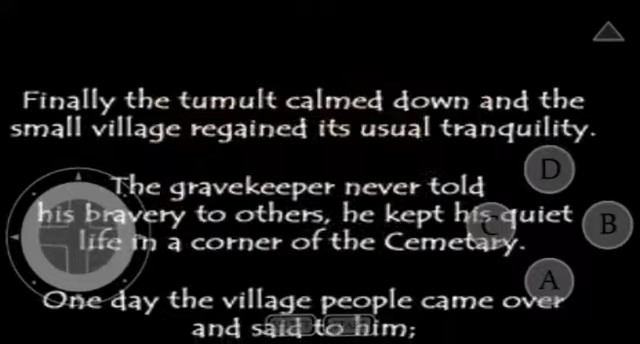 Finally the tumult calmed down and the
small village regained its usual tranquility.
The gravekeeper never told
his bravery to others, he kept his quiet
life in a corner of the Cemetary.
One day the village people came over
and said to him;
D
C
B
A